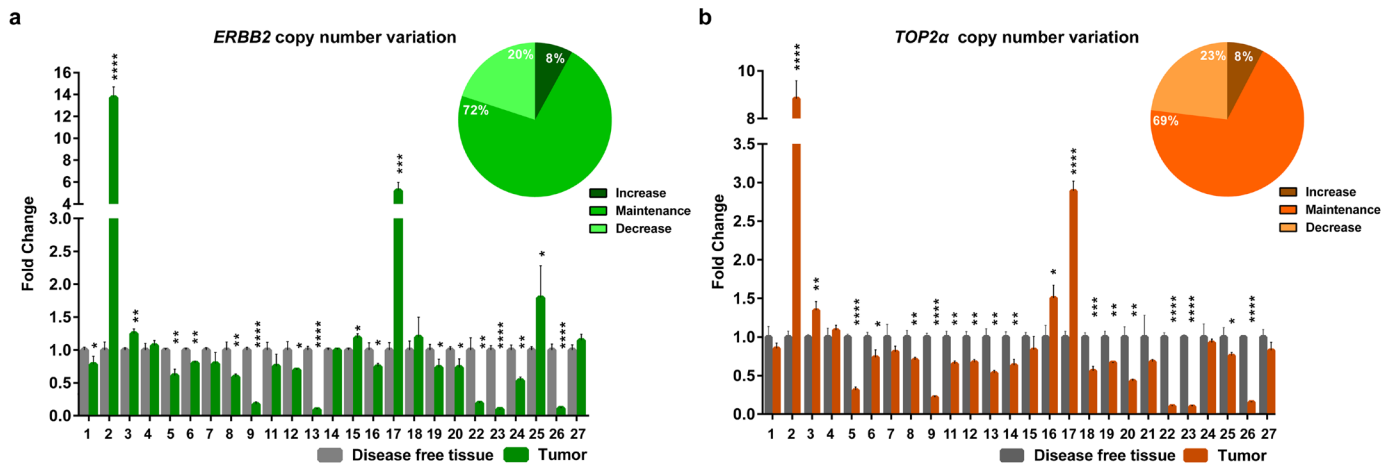 a
ERBB2 copy number variation
Fold Change
16
14
12
10
8
6
4
3.0
2.5
2.0
1.5
1.0
0.5
0.0
* **** ** ** ** ** **** * **** * * *** * * ** **** ** * ****
1 2 3 4 5 6 7 8 9 11 12 13 14 15 16 17 18 19 20 22 23 24 25 26 27
Disease free tissue Tumor
20%
8%
72%
Increase
Maintenance
Decrease
b
TOP2α copy number variation
Fold Change
10
8
3.5
3.0
2.5
2.0
1.5
1.0
0.5
0.0
**** ** **** * ** **** ** ** ** ** * **** *** ** ** **** **** * ****
1 2 3 4 5 6 7 8 9 11 12 13 14 15 16 17 18 19 20 21 22 23 24 25 26 27
Disease free tissue Tumor
23%
8%
69%
Increase
Maintenance
Decrease